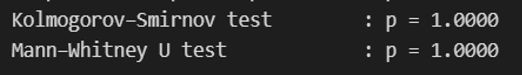 Kolmogorov–Smirnov test        : p = 1.0000
Mann–Whitney U test            : p = 1.0000